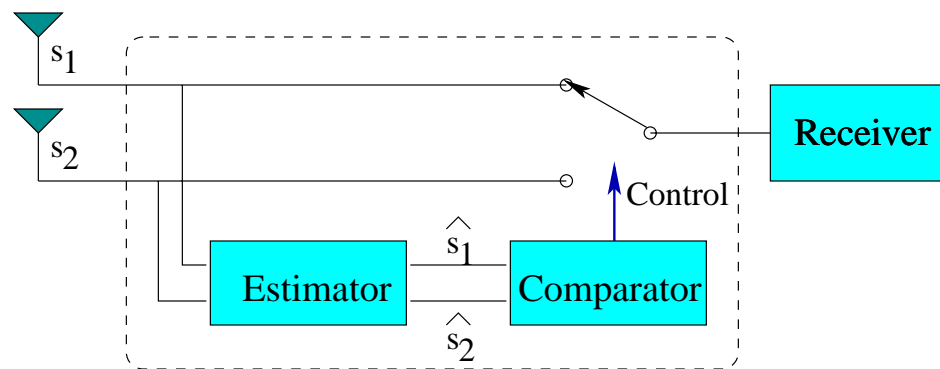 s1
s2
Receiver
Control
ŝ1
Estimator
Comparator
ŝ2